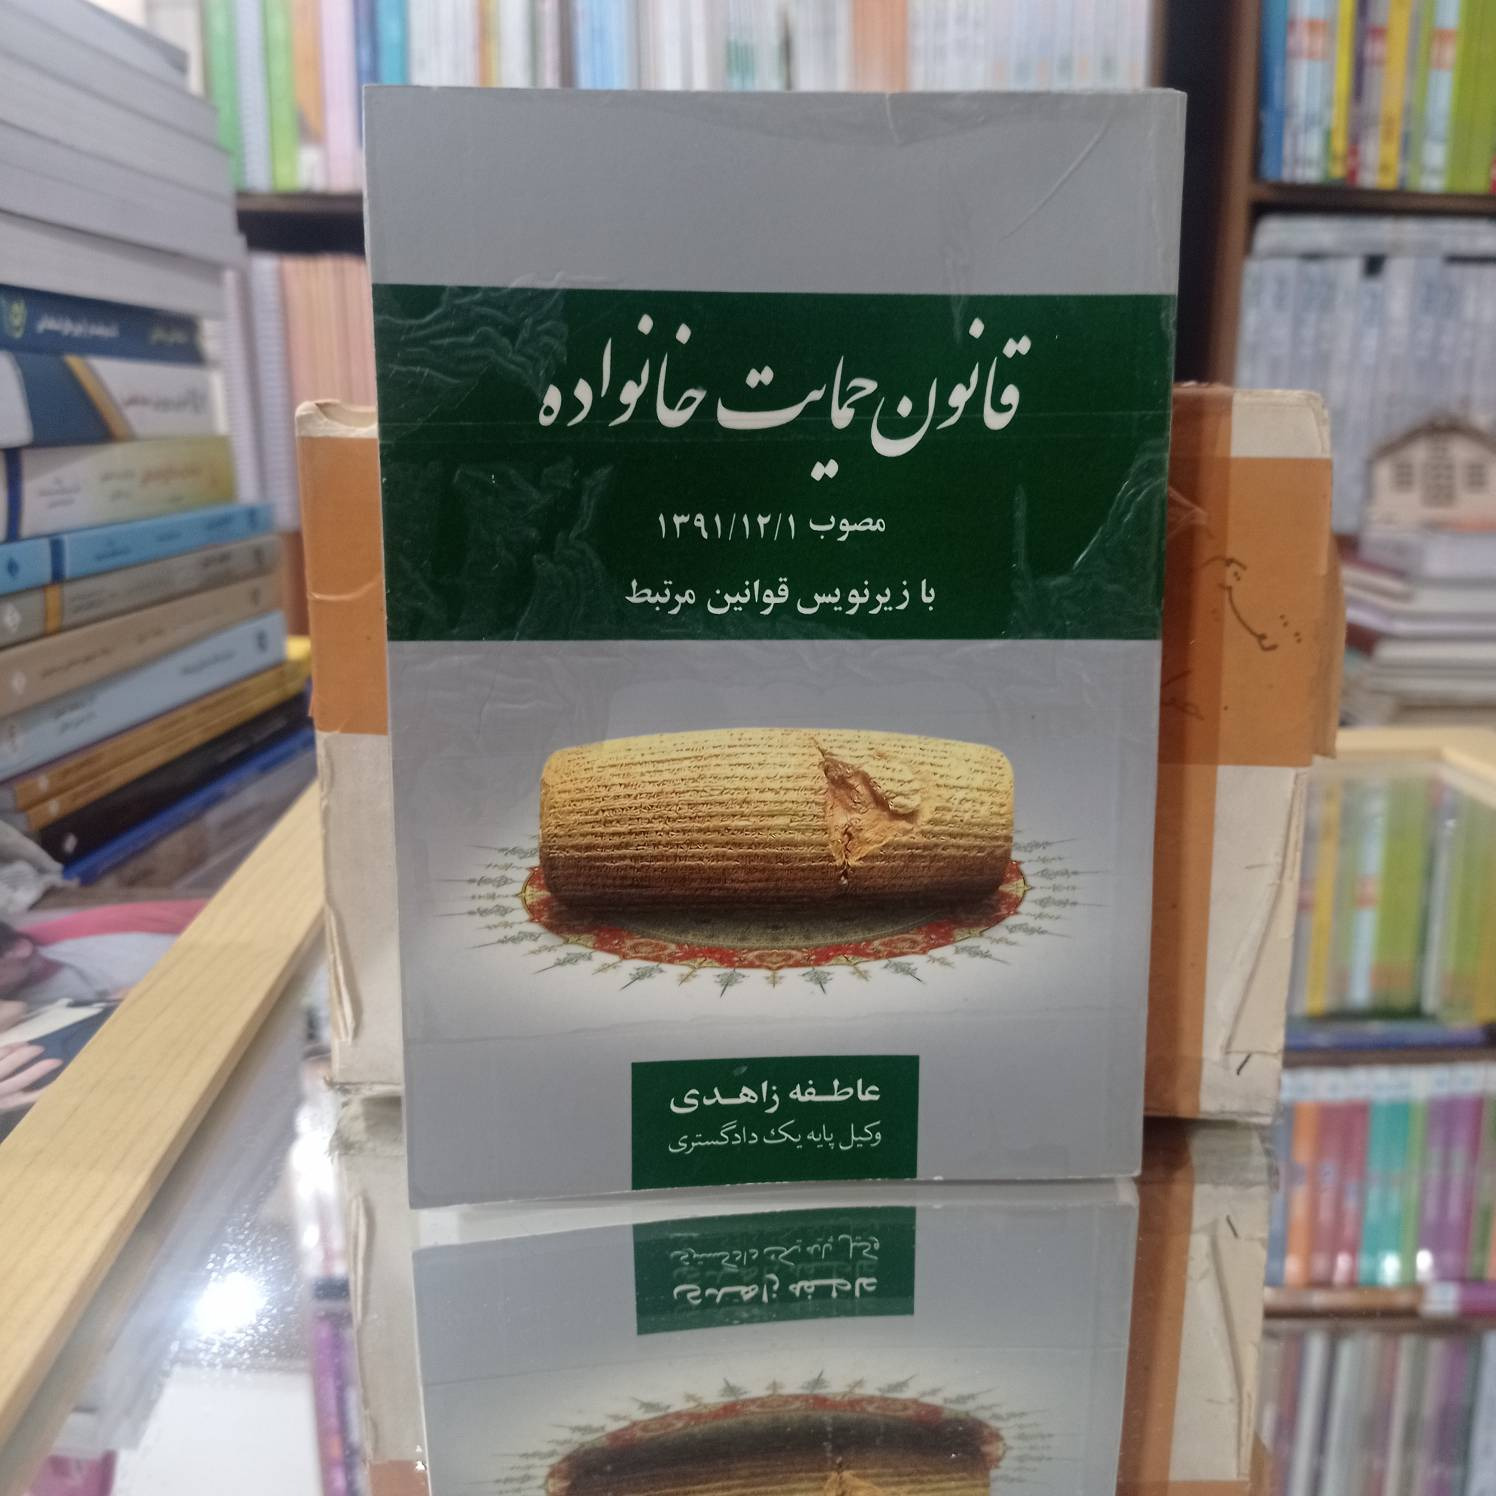 قانون حمایت خانواده
مصوب ۱۳۹۱/۱۲/۱
با زیرنویس قوانین مرتبط
عاطفه زاهدی
وکیل پایه یک دادگستری